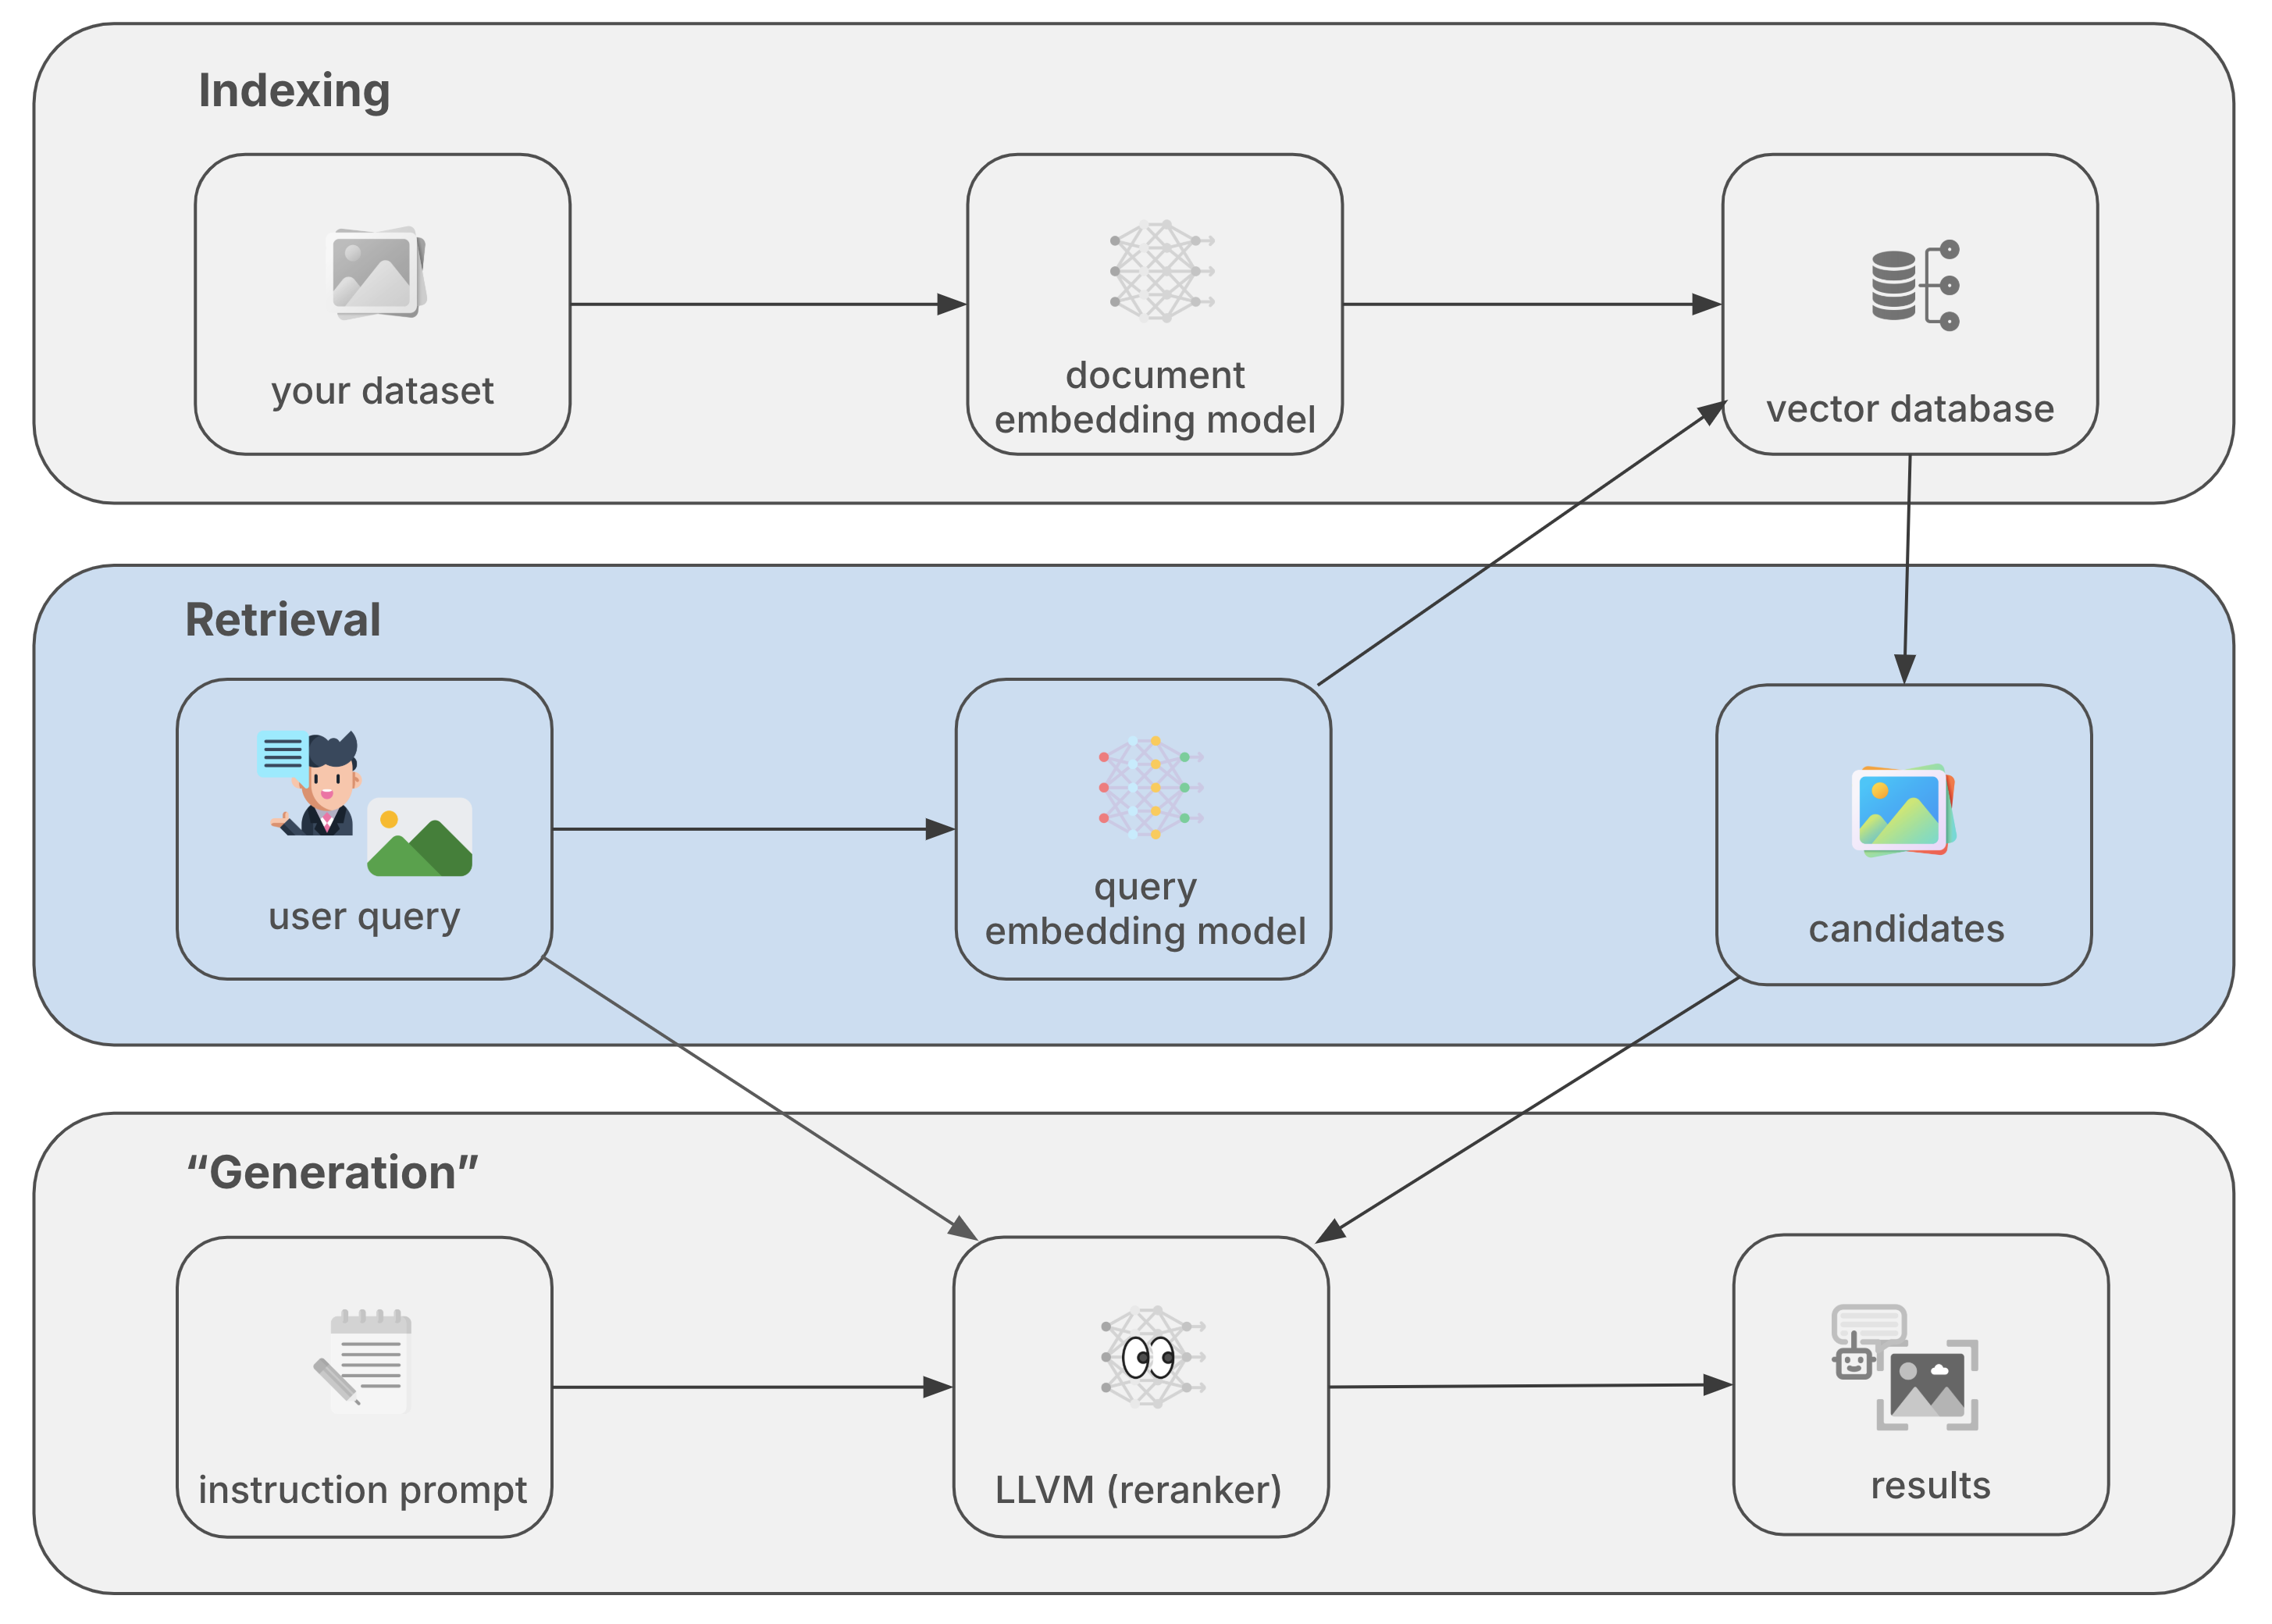 Indexing
your dataset
document
embedding model
vector database
Retrieval
user query
query
embedding model
candidates
“Generation”
instruction prompt
LLVM (reranker)
results